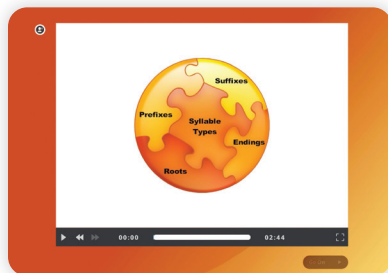 Suffixes
Prefixes
Syllable
Types
Endings
Roots
00:00
02:44